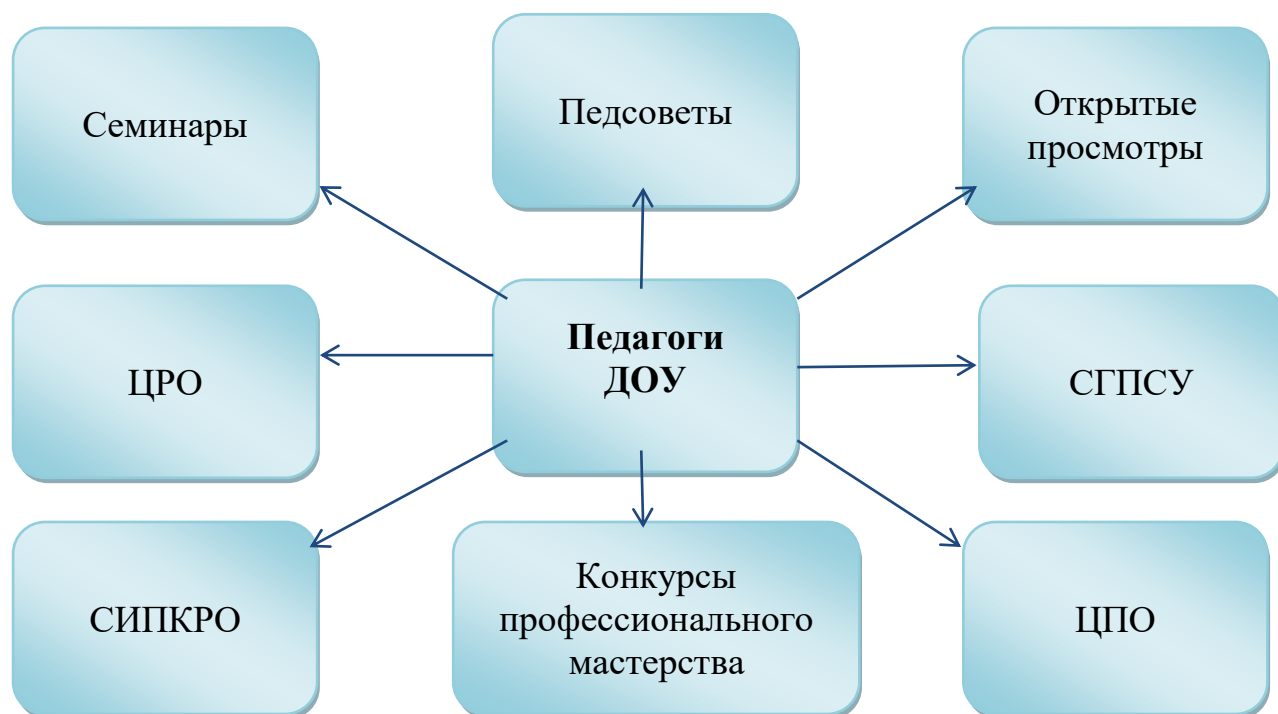 Семинары
Педсоветы
Открытые
просмотры
ЦРО
Педагоги
ДОУ
СГПСУ
СИПКРО
Конкурсы
профессионального
мастерства
ЦПО